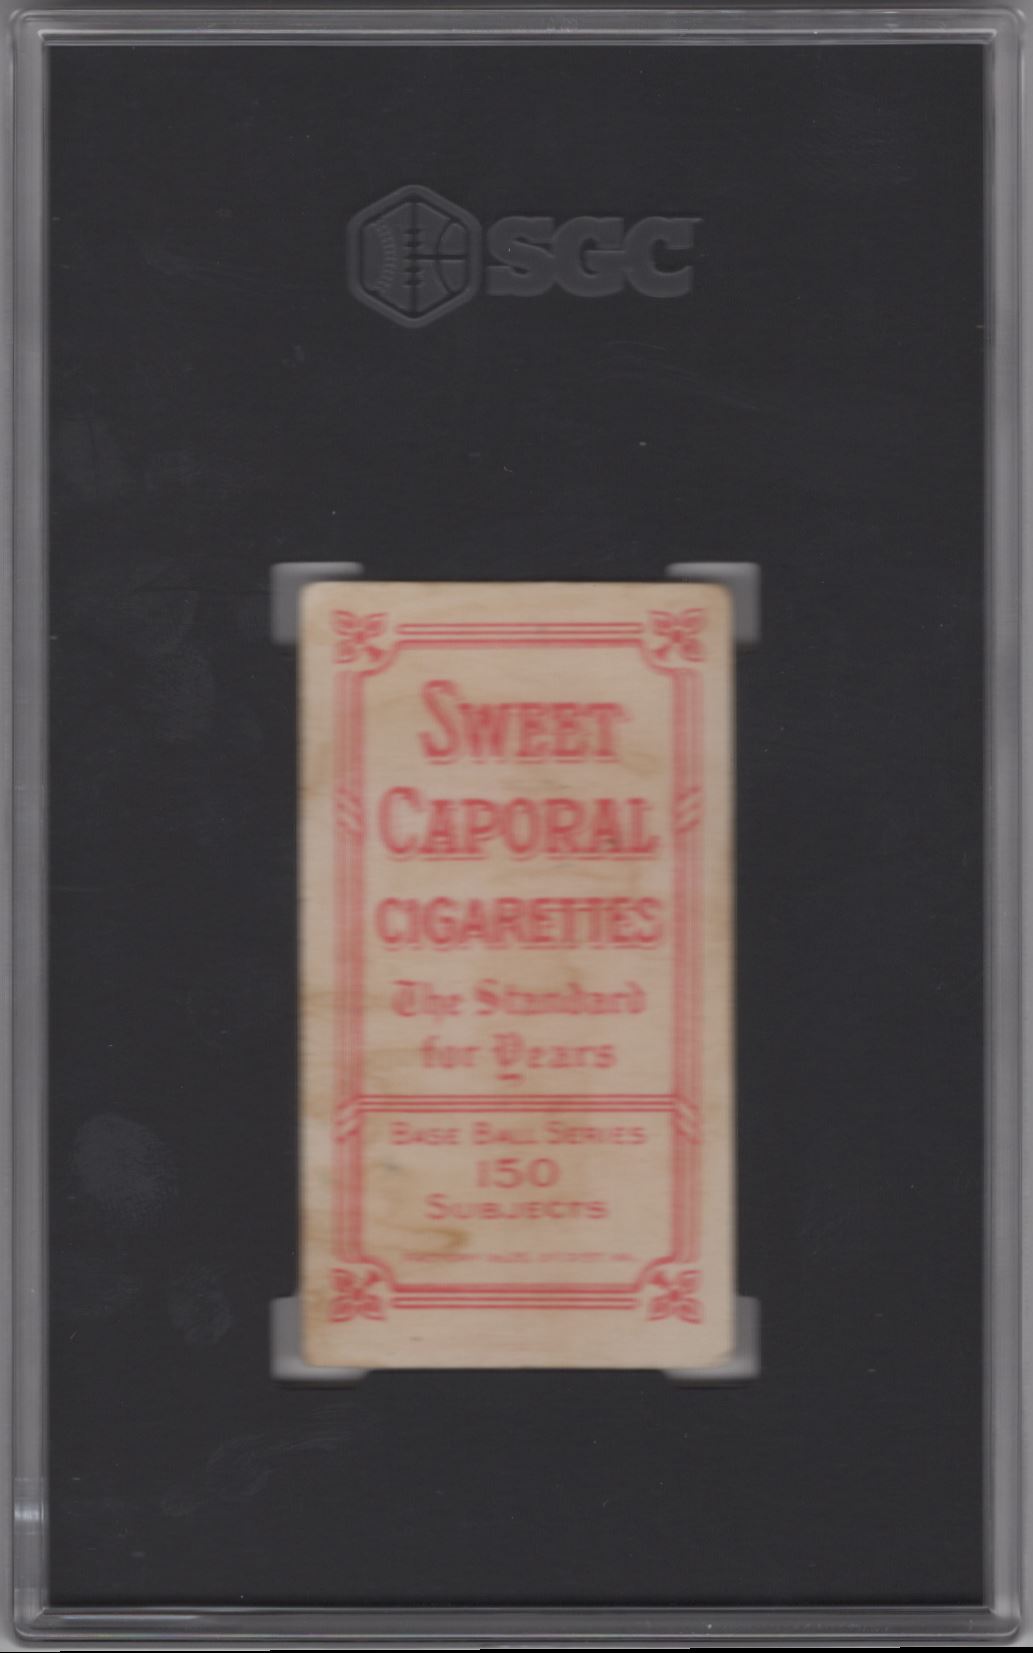 SGC
SWEET
CAPORAL
CIGARETTES
The Standard
for Years
BASE BALL SERIES
150
SUBJECTS